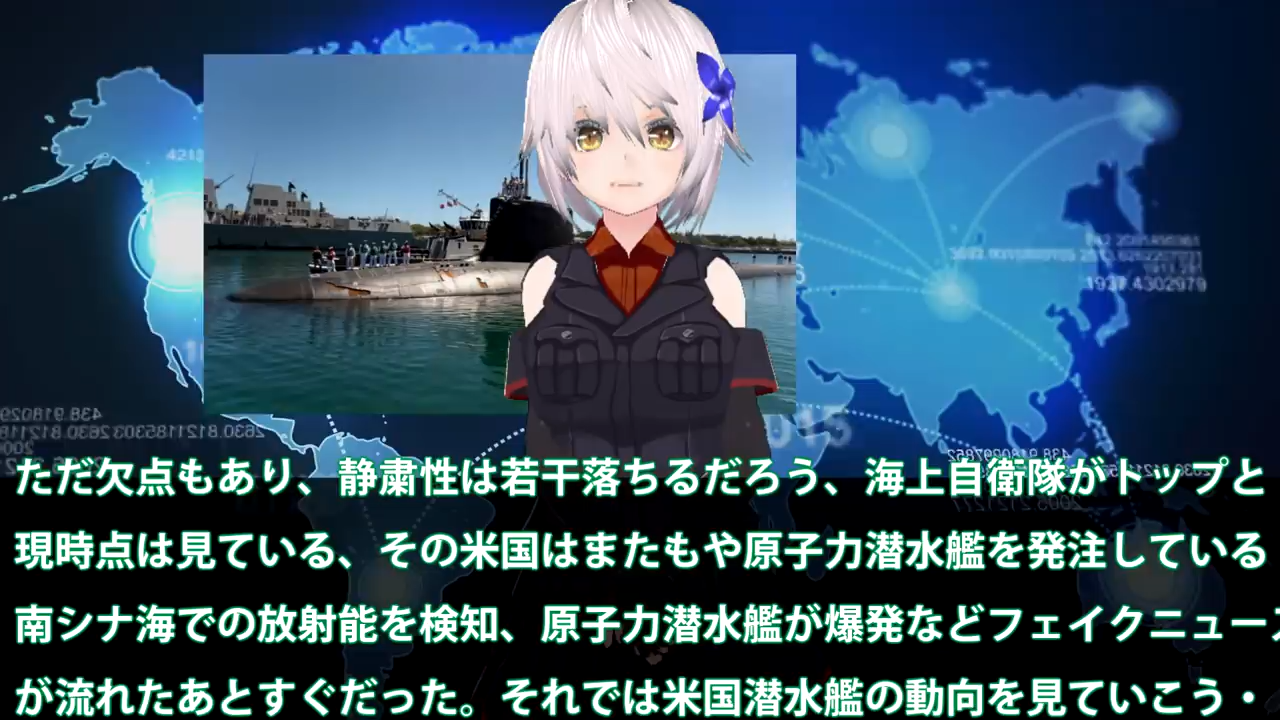 ただ欠点もあり、静粛性は若干落ちるだろう、海上自衛隊がトップと
現時点は見ている、その米国はまたもや原子力潜水艦を発注している
南シナ海での放射能を検知、原子力潜水艦が爆発などフェイクニュース
が流れたあとすぐだった。それでは米国潜水艦の動向を見ていこう・